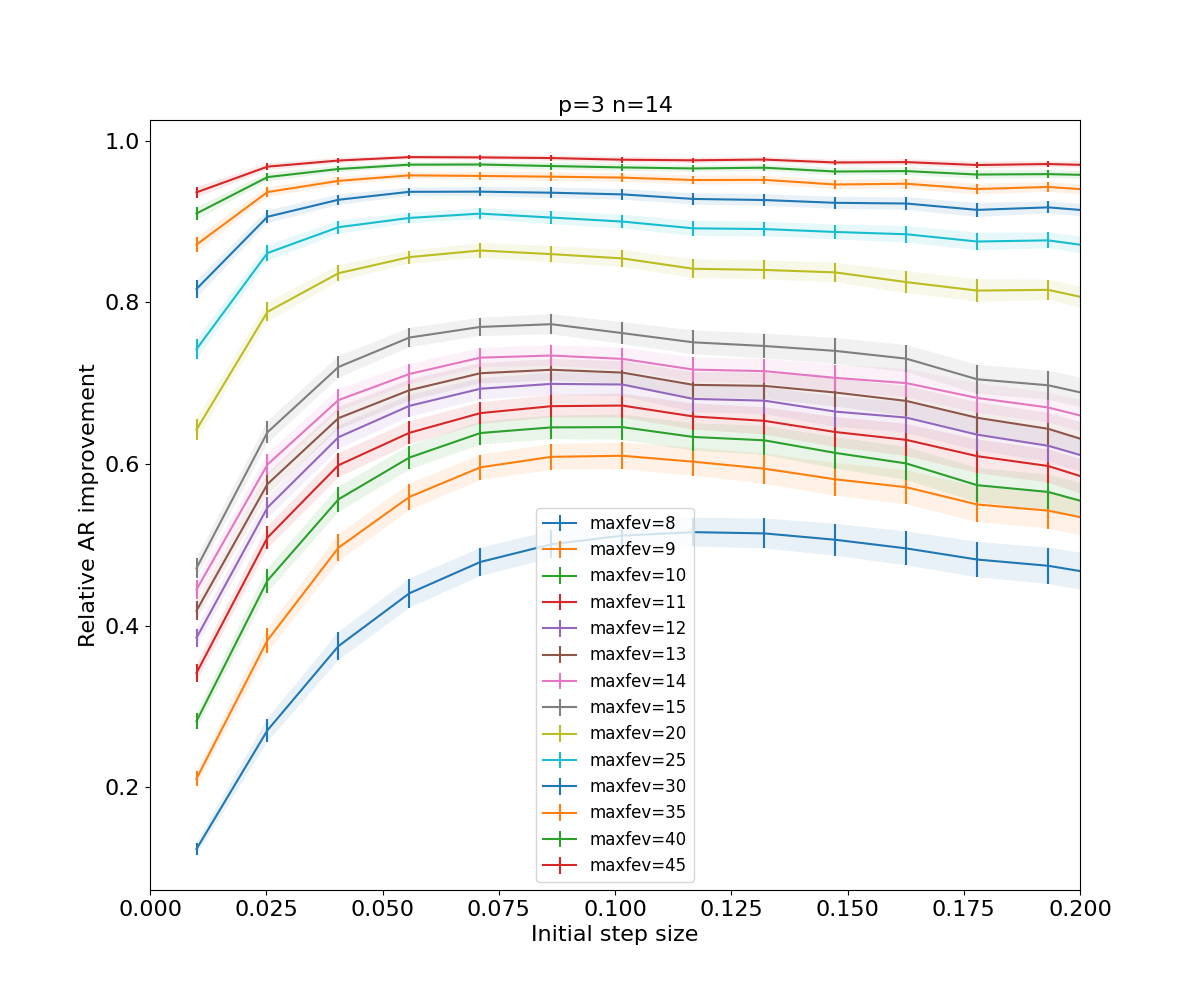 p=3 n=14
1.0
0.8
0.6
0.4
0.2
Relative AR improvement
maxfev=8
maxfev=9
maxfev=10
maxfev=11
maxfev=12
maxfev=13
maxfev=14
maxfev=15
maxfev=20
maxfev=25
maxfev=30
maxfev=35
maxfev=40
maxfev=45
0.000 0.025 0.050 0.075 0.100 0.125 0.150 0.175 0.200
Initial step size